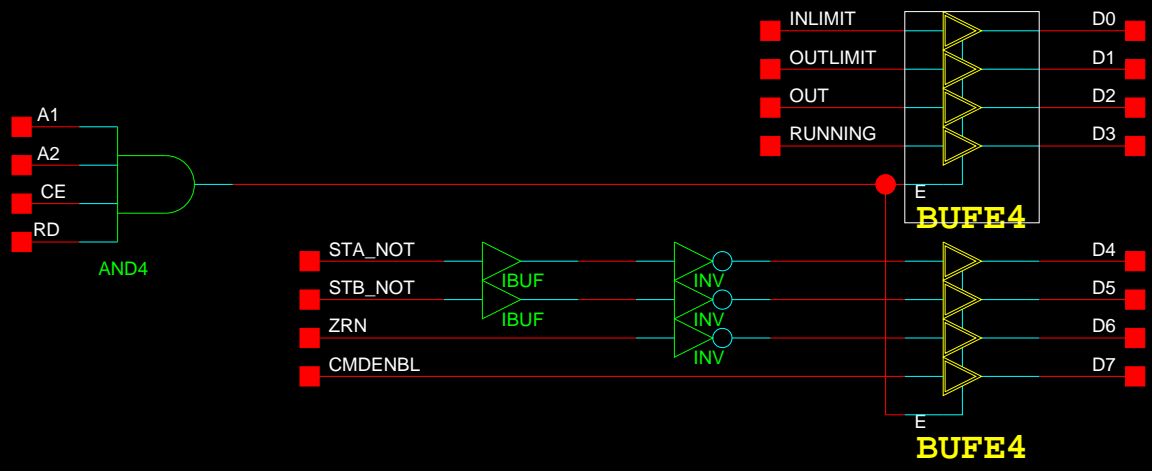 INLIMIT D0
OUTLIMIT D1
OUT D2
RUNNING D3
E
BUFE4
A1
A2
CE
RD
AND4
STA_NOT IBUF INV D4
STB_NOT IBUF INV D5
ZRN INV D6
CMDENBL D7
E
BUFE4